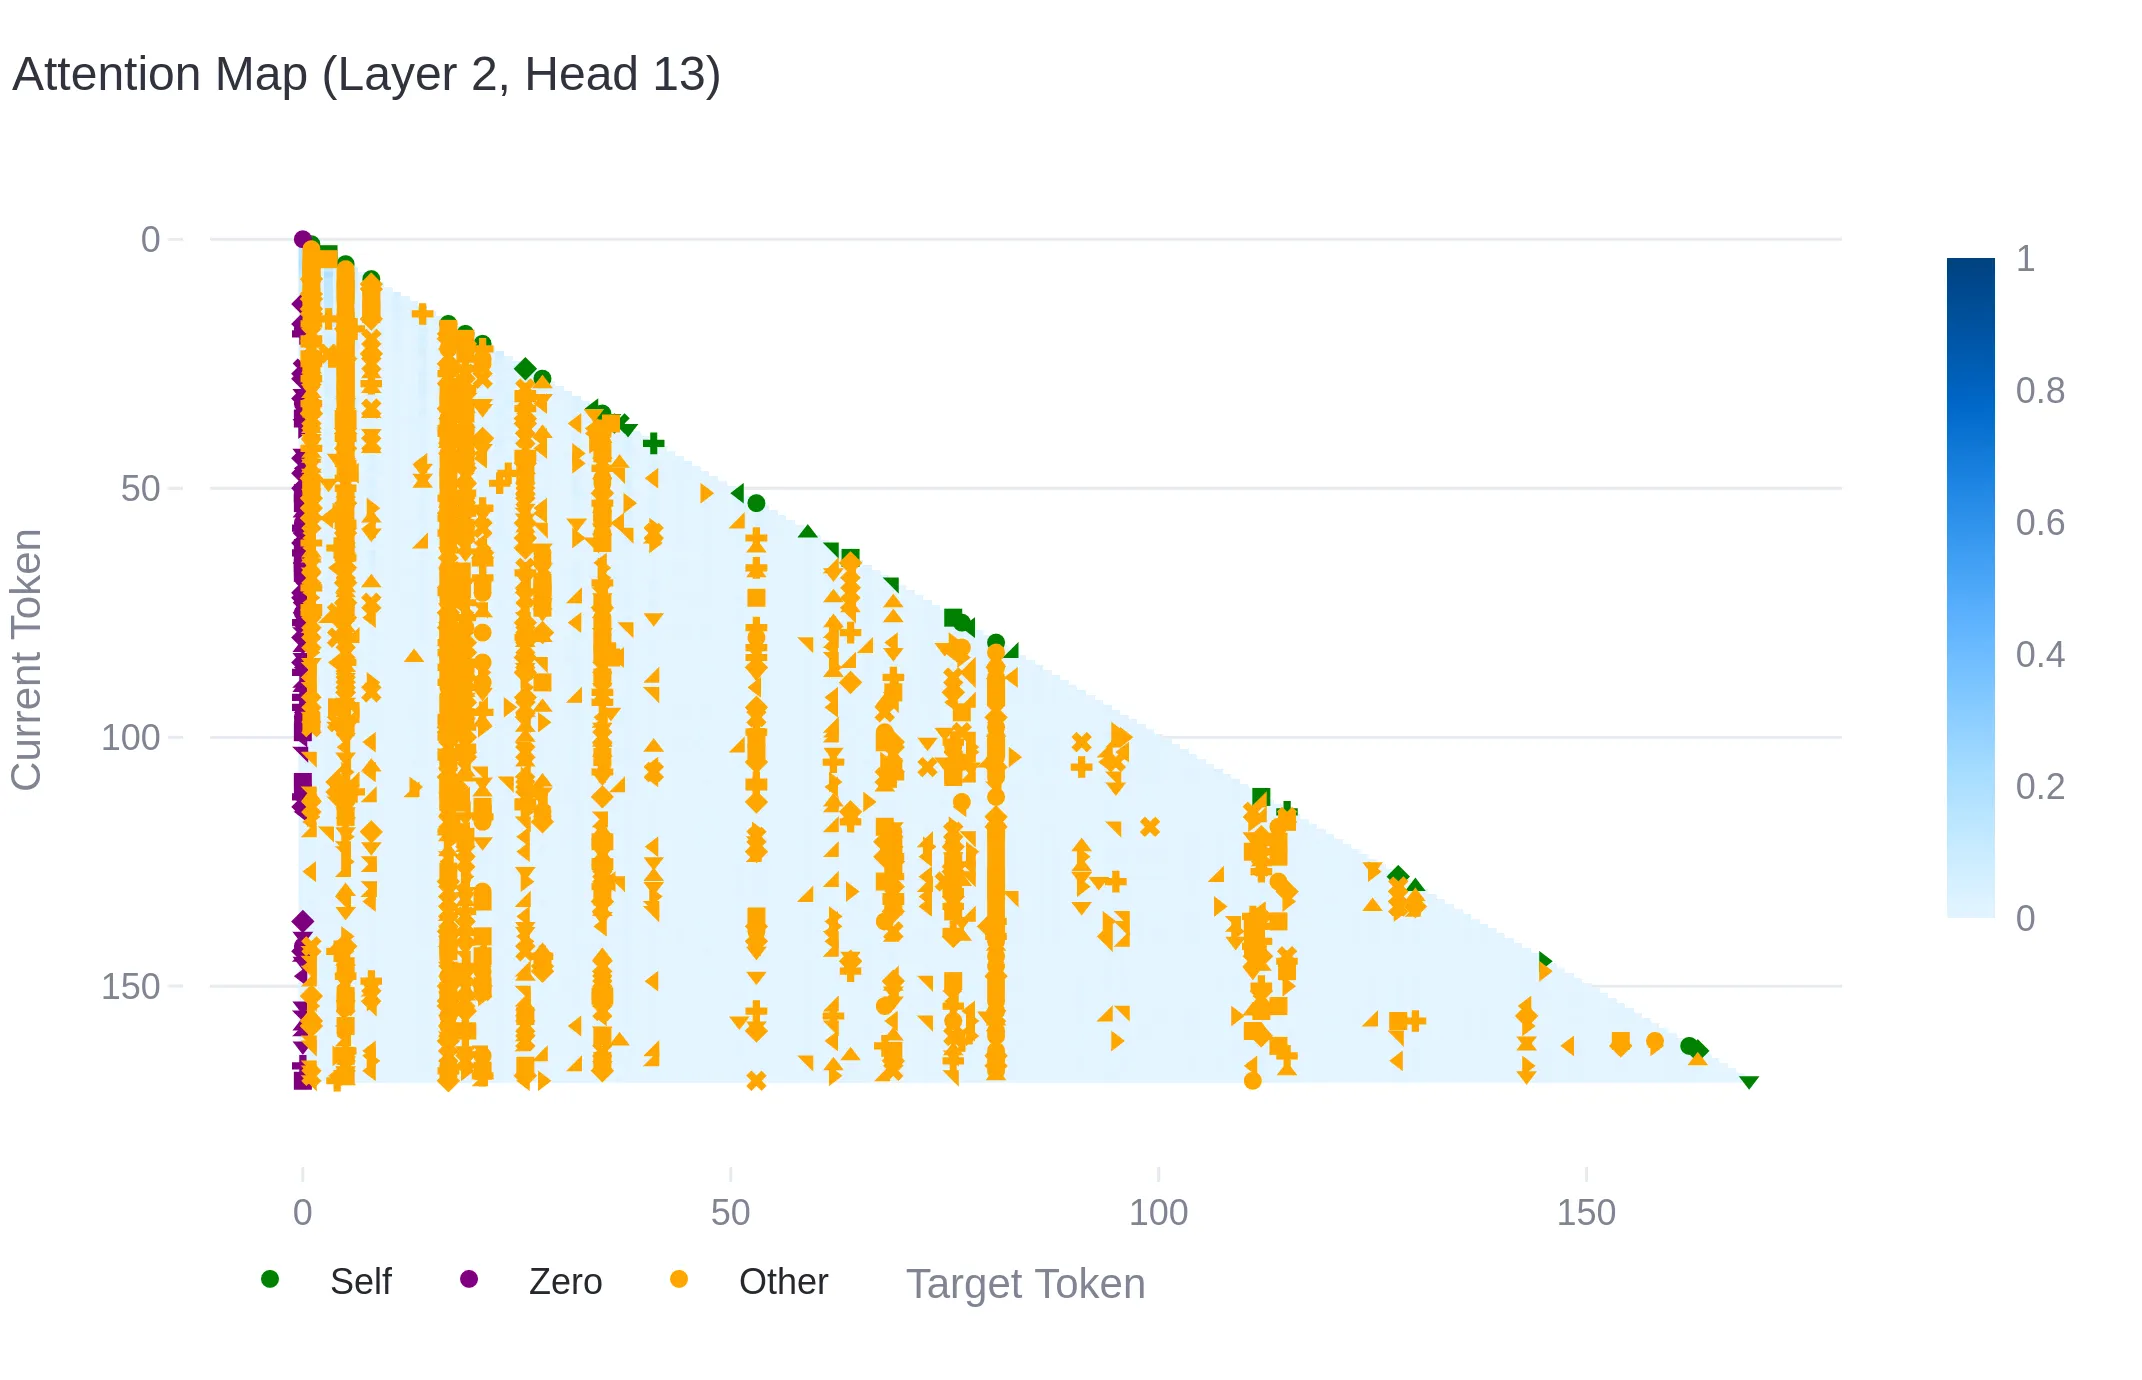 Attention Map (Layer 2, Head 13)
Current Token
0
50
100
150
0
50
100
150
Target Token
Self
Zero
Other
1
0.8
0.6
0.4
0.2
0